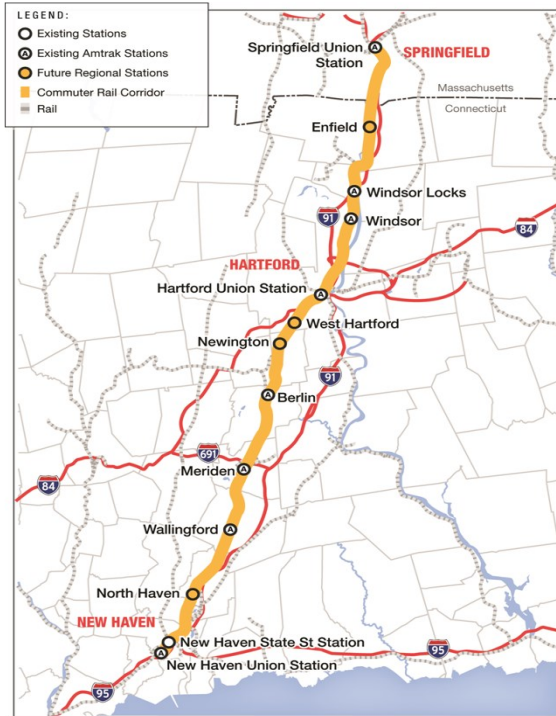 LEGEND:
Existing Stations
A Existing Amtrak Stations
Future Regional Stations
Commuter Rail Corridor
Rail
Springfield Union
Station
A
SPRINGFIELD
Massachusetts
Connecticut
Enfield
A Windsor Locks
91
A Windsor
84
HARTFORD
Hartford Union Station A
West Hartford
Newington
91
A Berlin
691
Meriden A
84
Wallingford A
North Haven
NEW HAVEN
New Haven State St Station
A New Haven Union Station
95
95